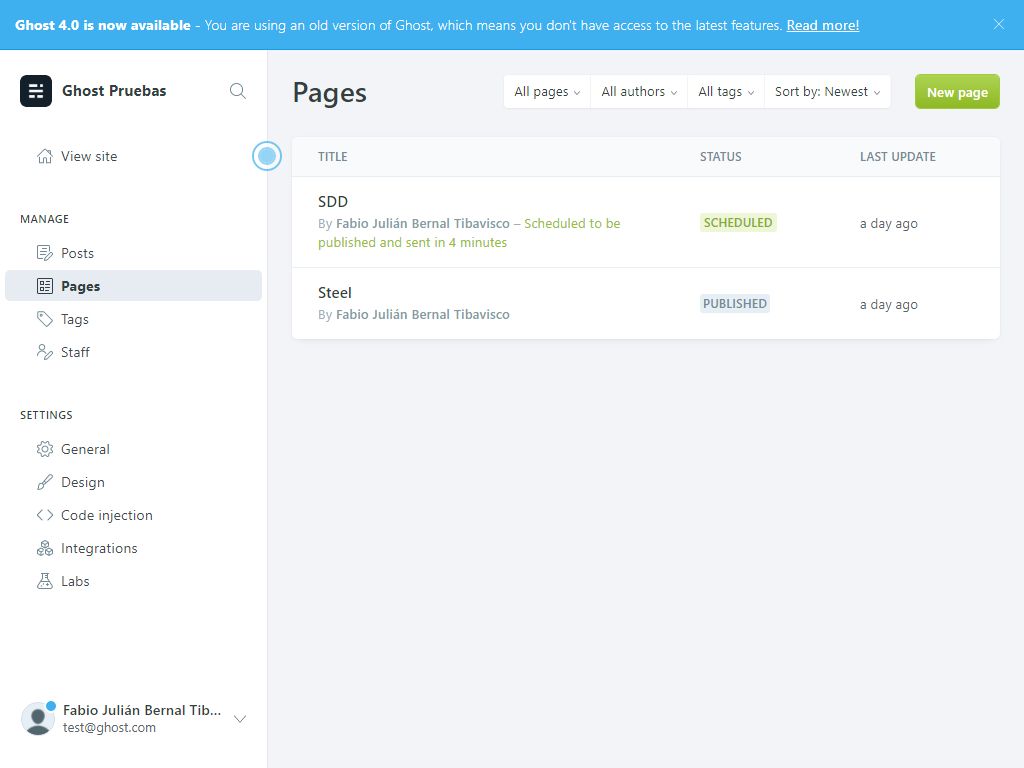 Ghost 4.0 is now available - You are using an old version of Ghost, which means you don't have access to the latest features. Read more!
Ghost Pruebas
View site
MANAGE
Posts
Pages
Tags
Staff
SETTINGS
General
Design
Code injection
Integrations
Labs
Fabio Julián Bernal Tib...
test@ghost.com
Pages
All pages
All authors
All tags
Sort by: Newest
New page
TITLE
STATUS
LAST UPDATE
SDD
By Fabio Julián Bernal Tibavisco – Scheduled to be
published and sent in 4 minutes
SCHEDULED
a day ago
Steel
By Fabio Julián Bernal Tibavisco
PUBLISHED
a day ago